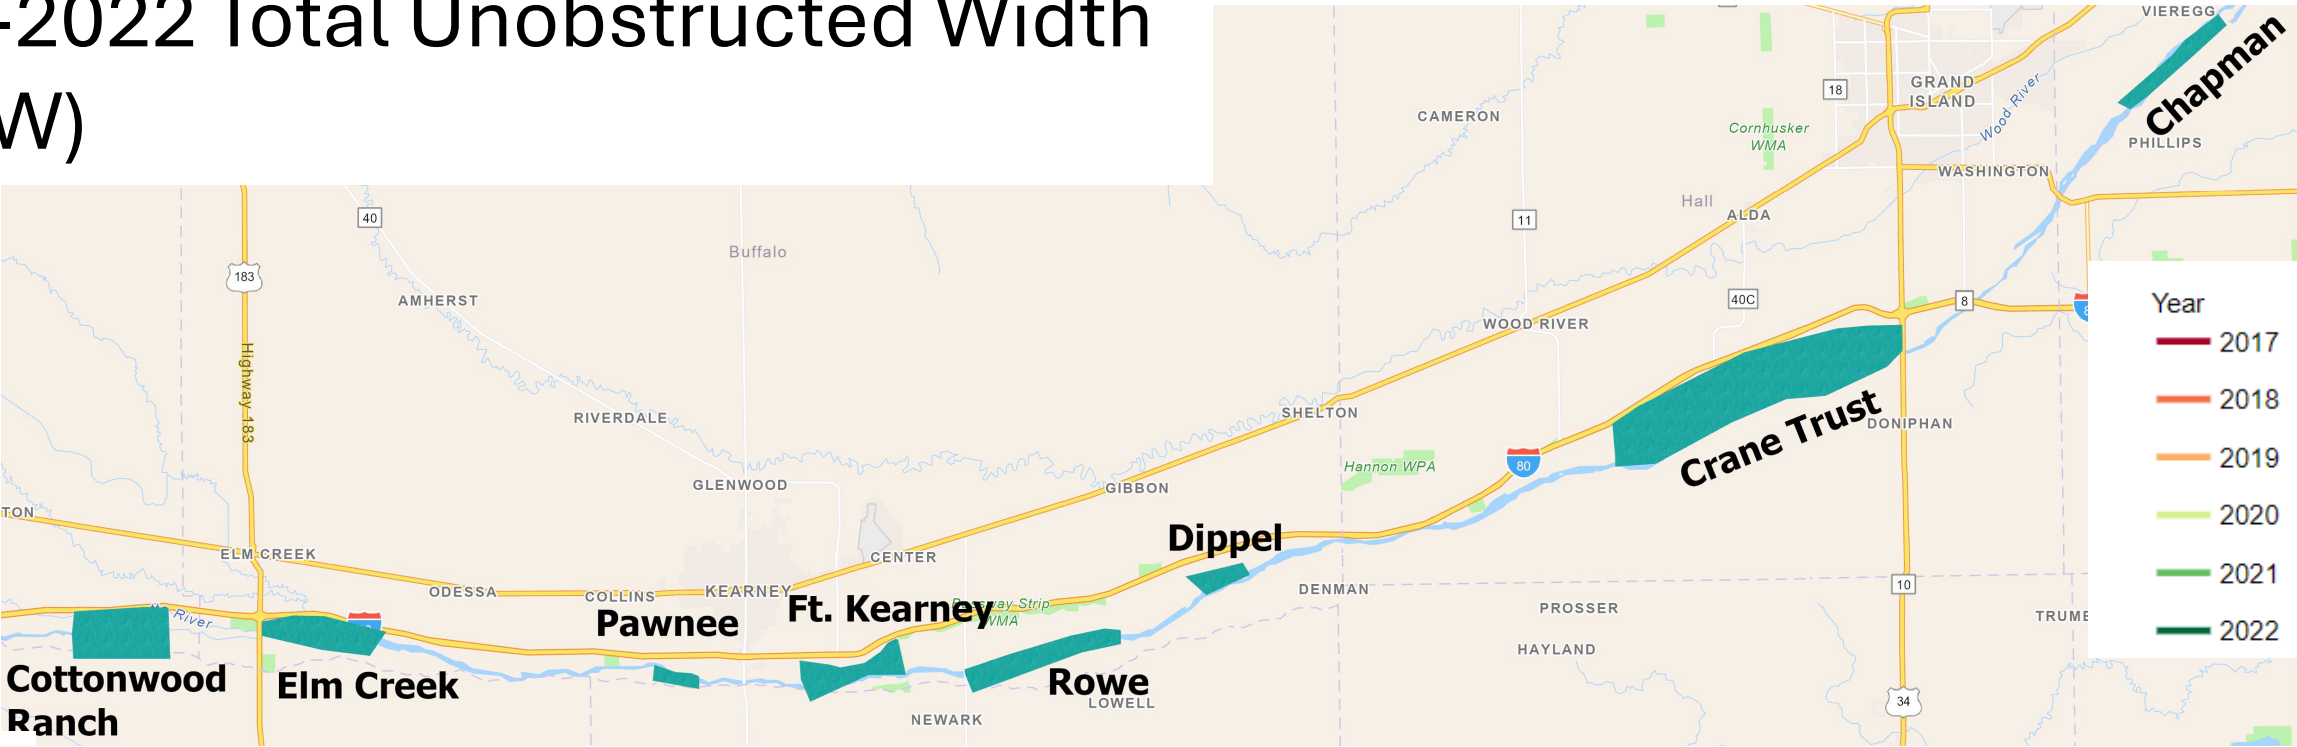 -2022 Total Unobstructed Width
W)
VIEREGG
Chapman
GRAND
ISLAND
18
Wood River
CAMERON
Cornhusker
WMA
PHILLIPS
WASHINGTON
Hall
ALDA
40
11
Buffalo
183
AMHERST
40C
8
WOOD RIVER
Highway 183
Year
2017
2018
2019
2020
2021
2022
RIVERDALE
SHELTON
Crane Trust
DONIPHAN
Hannon WPA
80
GLENWOOD
GIBBON
TON
Dippel
ELM CREEK
CENTER
ODESSA
COLLINS
KEARNEY
DENMAN
10
Pawnee
Ft. Kearney
Strip
WMA
PROSSER
TRUMB
River
HAYLAND
Cottonwood
Ranch
Elm Creek
Rowe
LOWELL
NEWARK
34